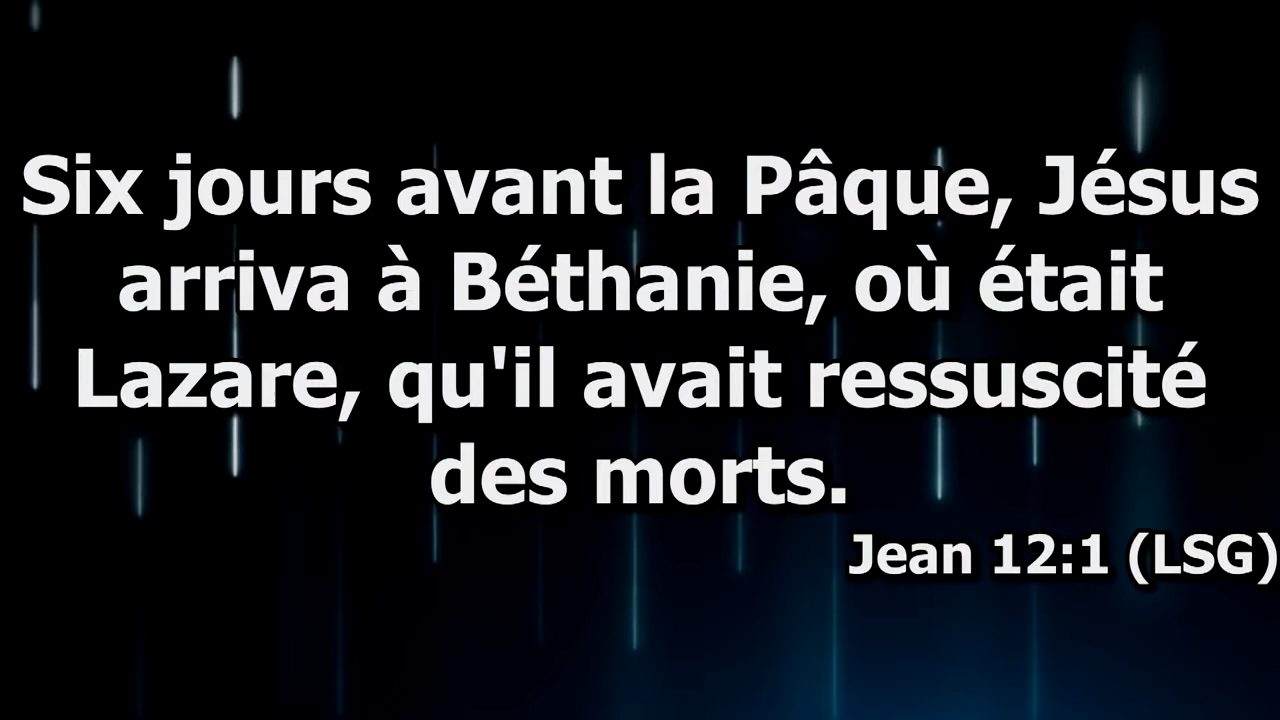 Six jours avant la Pâque, Jésus
arriva à Béthanie, où était
Lazare, qu'il avait ressuscité
des morts.
Jean 12:1 (LSG)